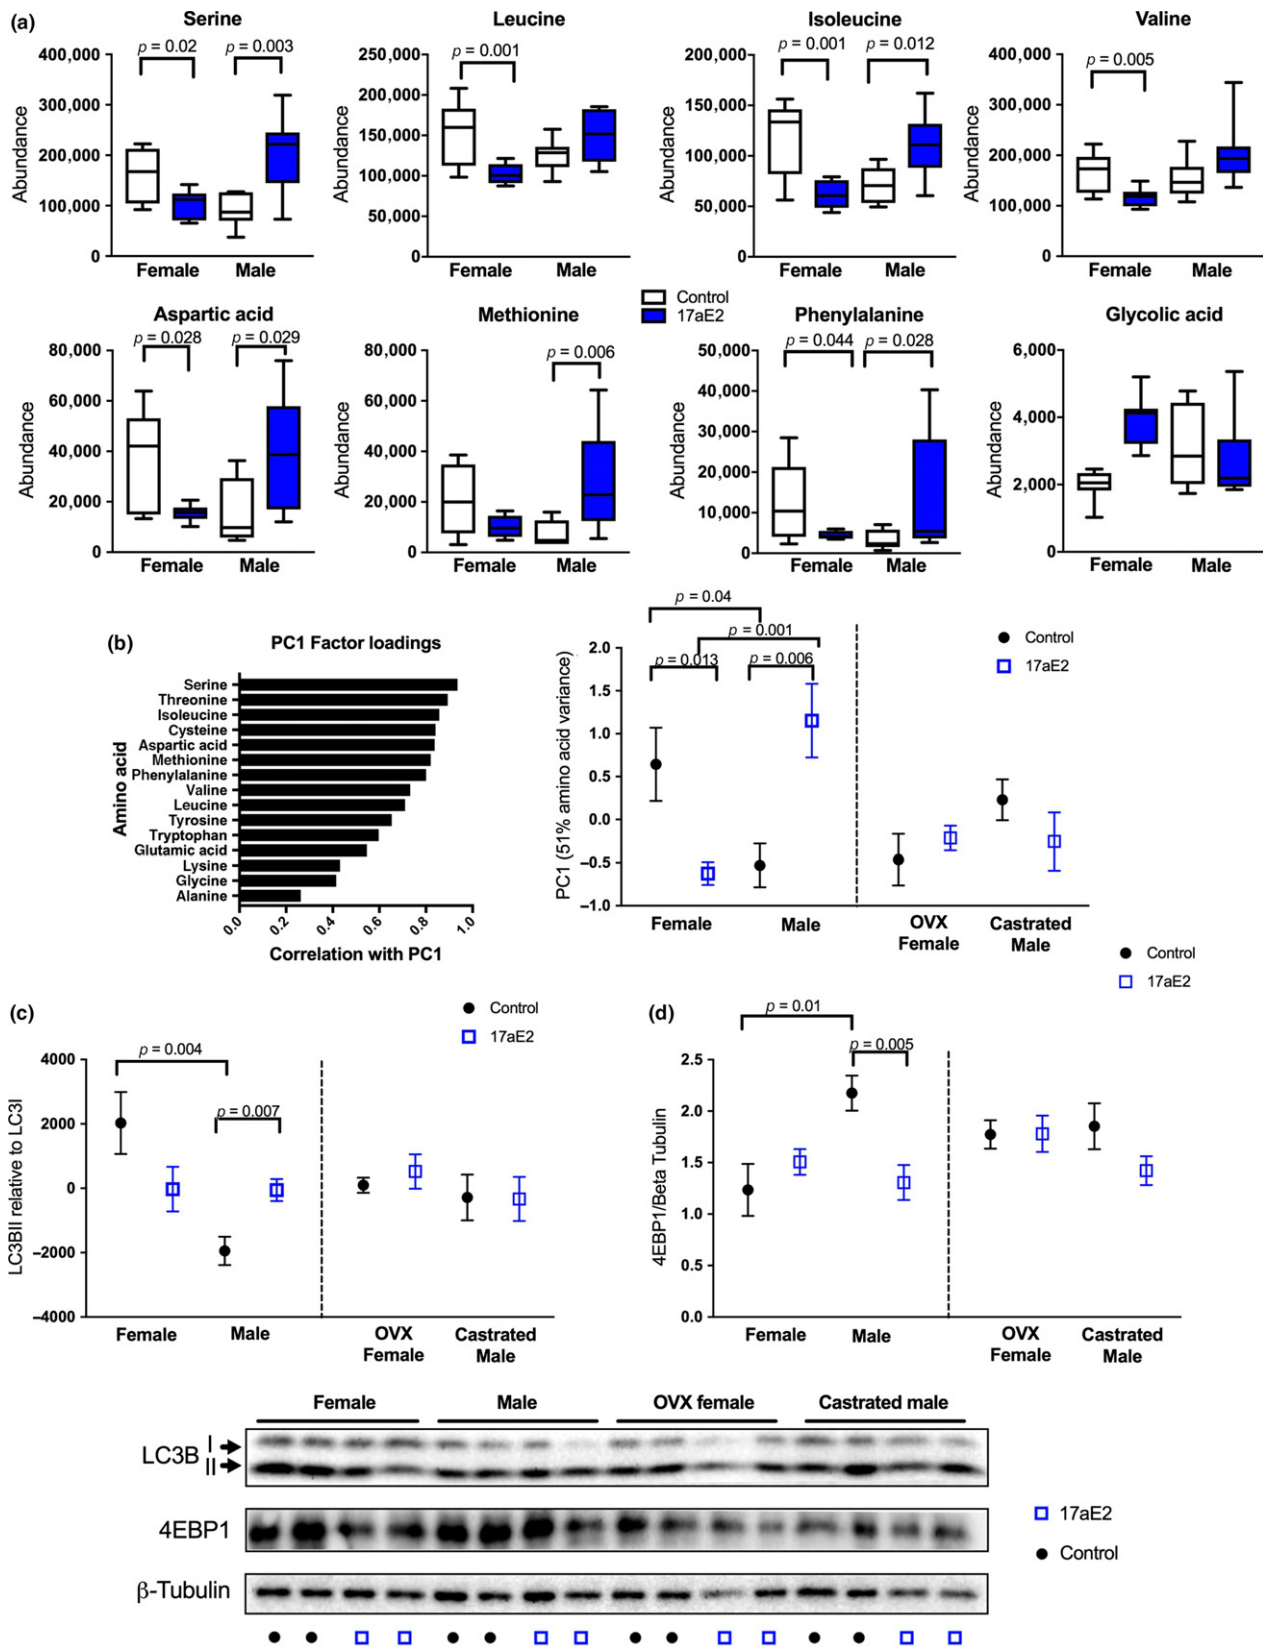 (a)
Serine
Leucine
Isoleucine
Valine
Abundance
400,000
300,000
200,000
100,000
0
p = 0.02
p = 0.003
Female
Male
Abundance
250,000
200,000
150,000
100,000
50,000
0
p = 0.001
Female
Male
Abundance
200,000
150,000
100,000
50,000
0
p = 0.001
p = 0.012
Female
Male
Abundance
400,000
300,000
200,000
100,000
0
p = 0.005
Female
Male
Control
17aE2
Aspartic acid
Methionine
Phenylalanine
Glycolic acid
Abundance
80,000
60,000
40,000
20,000
0
p = 0.028
p = 0.029
Female
Male
Abundance
80,000
60,000
40,000
20,000
0
p = 0.006
Female
Male
Abundance
50,000
40,000
30,000
20,000
10,000
0
p = 0.044
p = 0.028
Female
Male
Abundance
6,000
4,000
2,000
0
Female
Male
(b)
PC1 Factor loadings
Amino acid
Serine
Threonine
Isoleucine
Cysteine
Aspartic acid
Methionine
Phenylalanine
Valine
Leucine
Tyrosine
Tryptophan
Glutamic acid
Lysine
Glycine
Alanine
0.0
0.2
0.4
0.6
0.8
1.0
Correlation with PC1
PC1 (51% amino acid variance)
2.0
1.5
1.0
0.5
0.0
−0.5
−1.0
p = 0.04
p = 0.001
p = 0.013
p = 0.006
Control
17aE2
Female
Male
OVX
Female
Castrated
Male
(c)
Control
17aE2
LC3BII relative to LC3I
4000
2000
0
−2000
−4000
p = 0.004
p = 0.007
Female
Male
OVX
Female
Castrated
Male
(d)
Control
17aE2
4EBP1/Beta Tubulin
2.5
2.0
1.5
1.0
0.5
0.0
p = 0.01
p = 0.005
Female
Male
OVX
Female
Castrated
Male
Female
Male
OVX female
Castrated male
LC3B
I
II
4EBP1
β-Tubulin
17aE2
Control